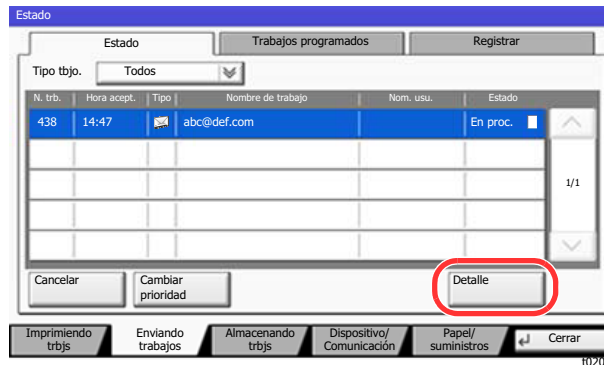 Estado
Estado Trabajos programados Registrar
Tipo tbjo. Todos
N. trb. Hora acept. Tipo Nombre de trabajo Nom. usu. Estado
438 14:47 abc@def.com En proc.
1/1
Cancelar Cambiar prioridad Detalle
Imprimiendo trbjs Enviando trabajos Almacenando trbjs Dispositivo/ Comunicación Papel/ suministros Cerrar